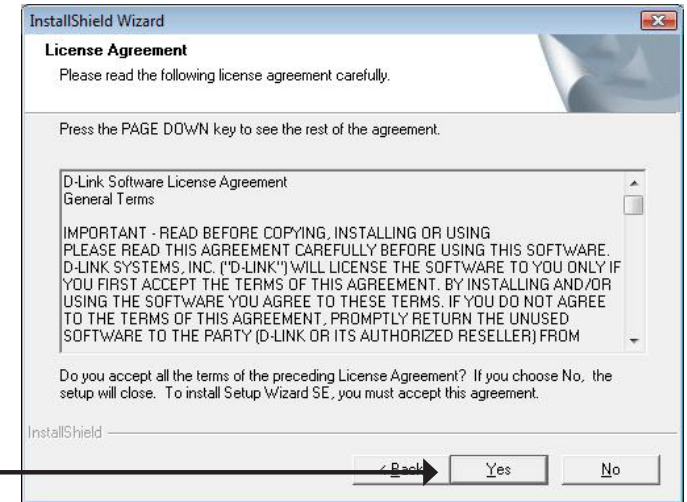 InstallShield Wizard
License Agreement
Please read the following license agreement carefully.
Press the PAGE DOWN key to see the rest of the agreement.
D-Link Software License Agreement
General Terms
IMPORTANT - READ BEFORE COPYING, INSTALLING OR USING
PLEASE READ THIS AGREEMENT CAREFULLY BEFORE USING THIS SOFTWARE.
D-LINK SYSTEMS, INC. ("D-LINK") WILL LICENSE THE SOFTWARE TO YOU ONLY IF
YOU FIRST ACCEPT THE TERMS OF THIS AGREEMENT. BY INSTALLING AND/OR
USING THE SOFTWARE YOU AGREE TO THESE TERMS. IF YOU DO NOT AGREE
TO THE TERMS OF THIS AGREEMENT, PROMPTLY RETURN THE UNUSED
SOFTWARE TO THE PARTY (D-LINK OR ITS AUTHORIZED RESELLER) FROM
Do you accept all the terms of the preceding License Agreement? If you choose No, the
setup will close. To install Setup Wizard SE, you must accept this agreement.
InstallShield
< Back Yes No